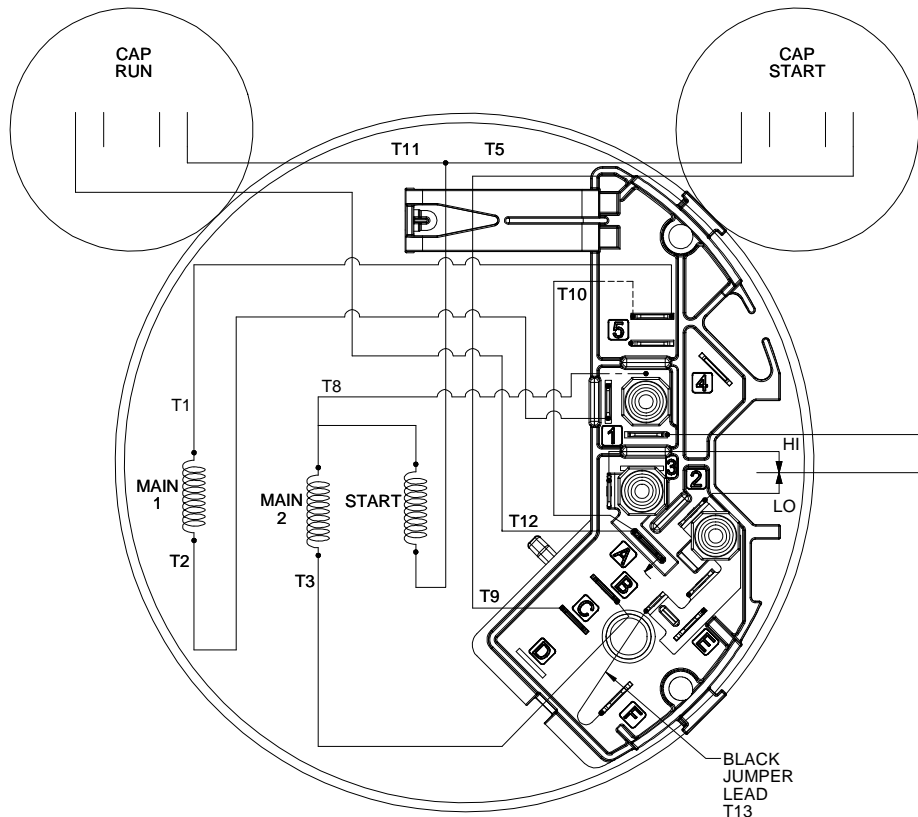 CAP
RUN
CAP
START
T11
T5
T10
5
4
T8
T1
1
HI
3
2
MAIN
1
MAIN
2
START
LO
T12
A
T2
T3
B
T9
C
D
E
F
BLACK
JUMPER
LEAD
T13